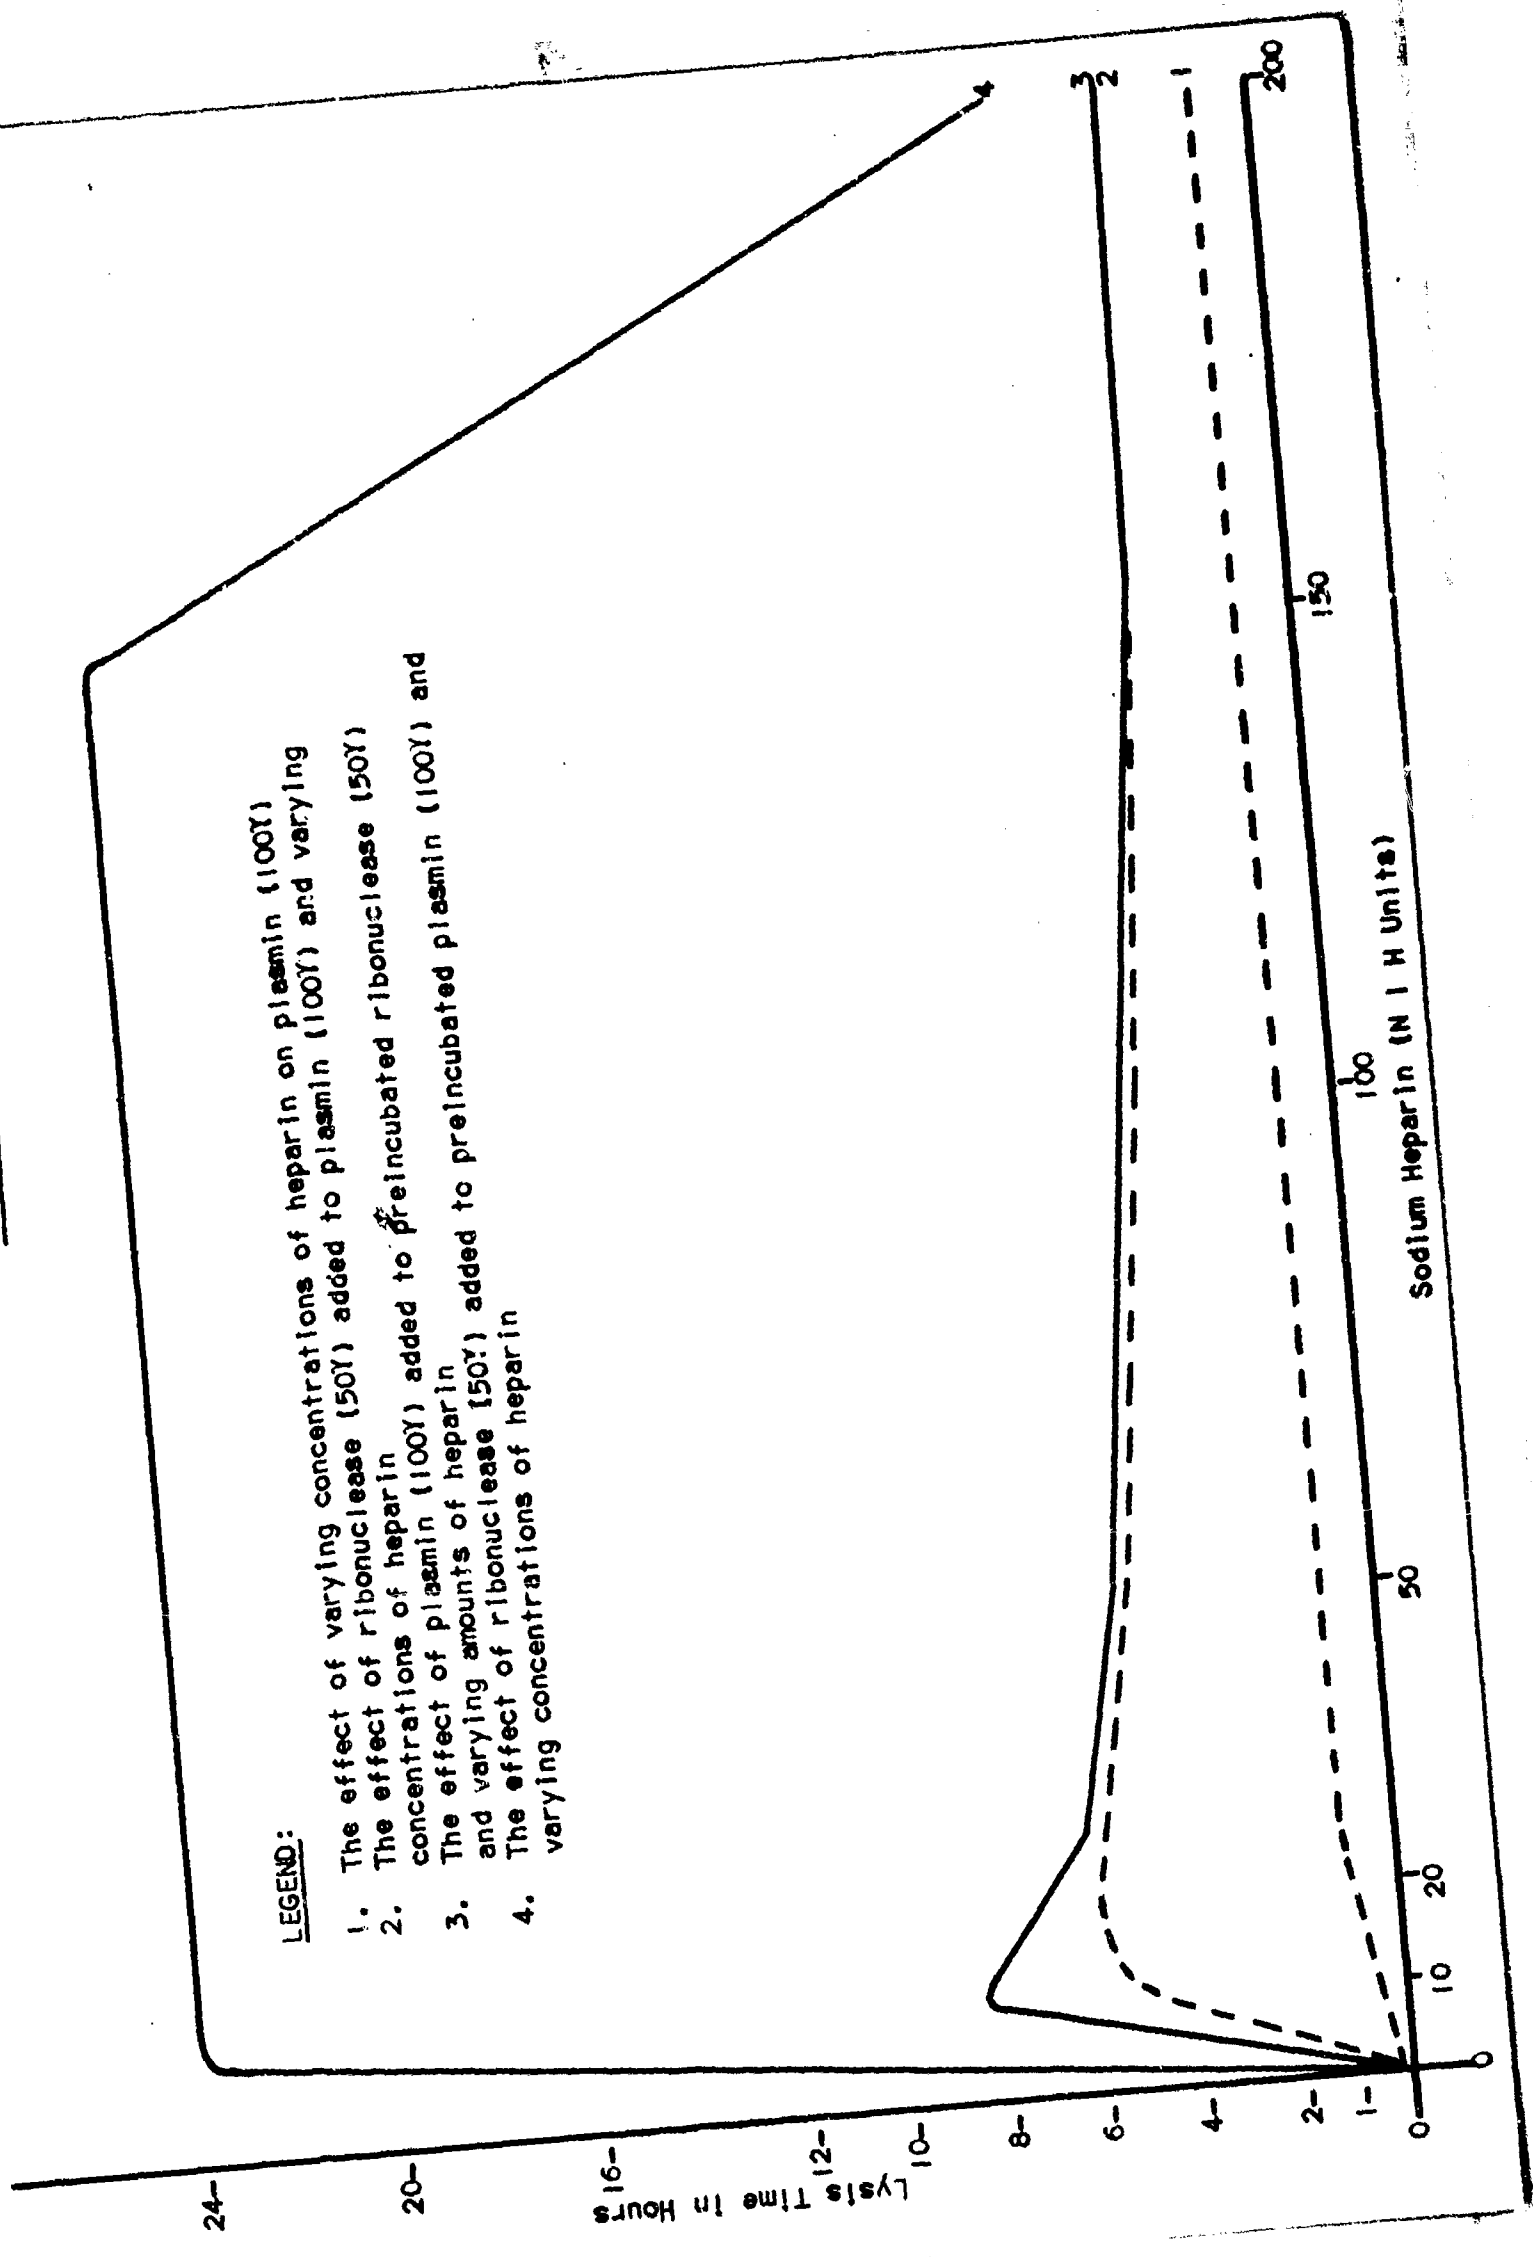 LEGEND:
1. The effect of varying concentrations of heparin on plasmin (100γ)
2. The effect of ribonuclease (50γ) added to plasmin (100γ) and varying
concentrations of heparin
3. The effect of plasmin (100γ) added to preincubated ribonuclease (50γ)
and varying amounts of heparin
4. The effect of ribonuclease (50γ) added to preincubated plasmin (100γ) and
varying concentrations of heparin
24-
20-
16-
12-
10-
8-
6-
4-
2-
1-
0-
Lysis Time in Hours
4
3
2
1
0
10
20
50
100
150
200
Sodium Heparin (N I H Units)